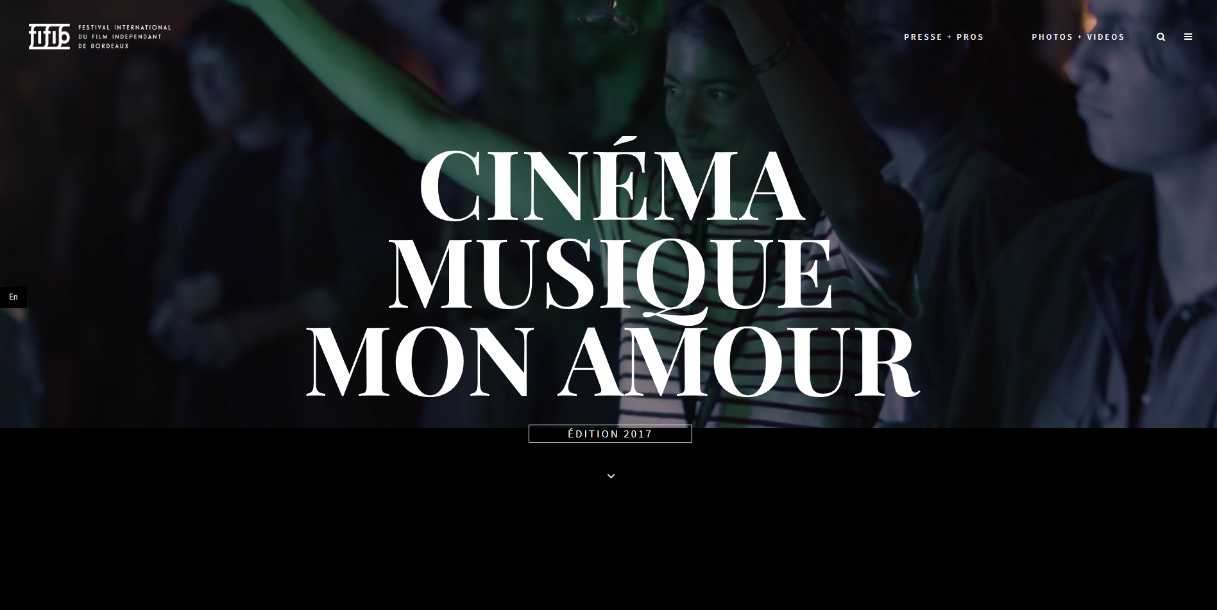 fifib
FESTIVAL INTERNATIONAL
DU FILM INDEPENDANT
DE BORDEAUX
PRESSE + PROS
PHOTOS + VIDEOS
CINÉMA
MUSIQUE
MON AMOUR
En
ÉDITION 2017